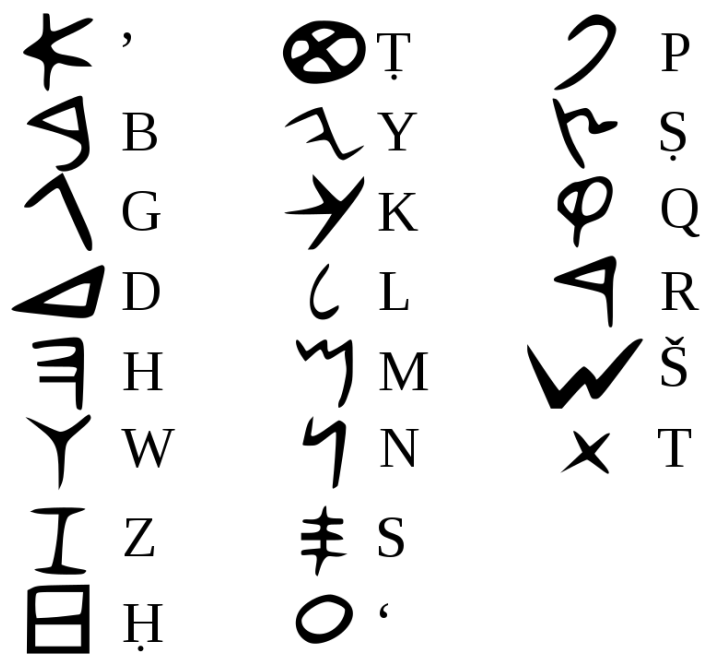 𐤀 ’
𐤁 B
𐤂 G
𐤃 D
𐤄 H
𐤅 W
𐤆 Z
𐤇 Ḥ
𐤈 Ṭ
𐤉 Y
𐤊 K
𐤋 L
𐤌 M
𐤍 N
𐤎 S
𐤏 ‘
𐤐 P
𐤑 Ṣ
𐤒 Q
𐤓 R
𐤔 Š
𐤕 T